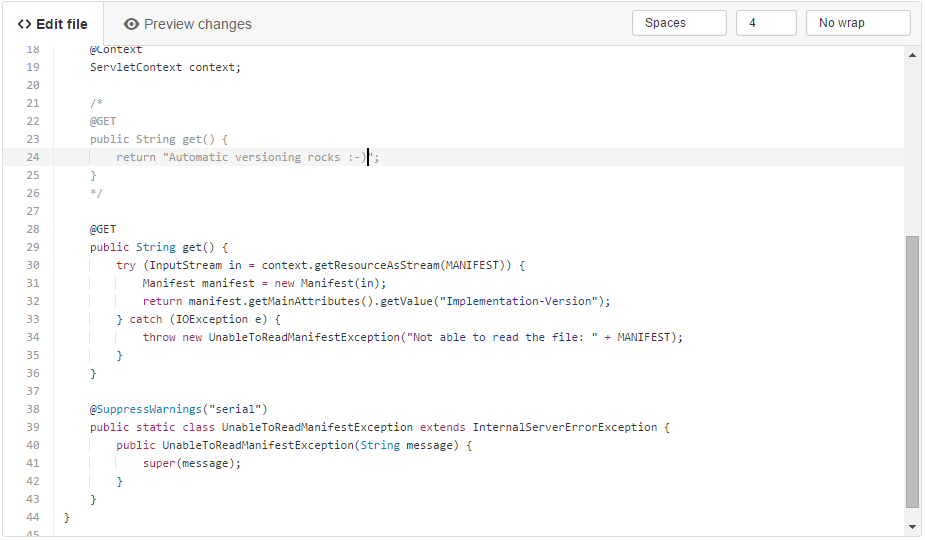 <> Edit file Preview changes Spaces 4 No wrap
18 @Context
19 ServletContext context;
20
21 /*
22 @GET
23 public String get() {
24 return "Automatic versioning rocks :-)";
25 }
26 */
27
28 @GET
29 public String get() {
30 try (InputStream in = context.getResourceAsStream(MANIFEST)) {
31 Manifest manifest = new Manifest(in);
32 return manifest.getMainAttributes().getValue("Implementation-Version");
33 } catch (IOException e) {
34 throw new UnableToReadManifestException("Not able to read the file: " + MANIFEST);
35 }
36 }
37
38 @SuppressWarnings("serial")
39 public static class UnableToReadManifestException extends InternalServerErrorException {
40 public UnableToReadManifestException(String message) {
41 super(message);
42 }
43 }
44 }
45